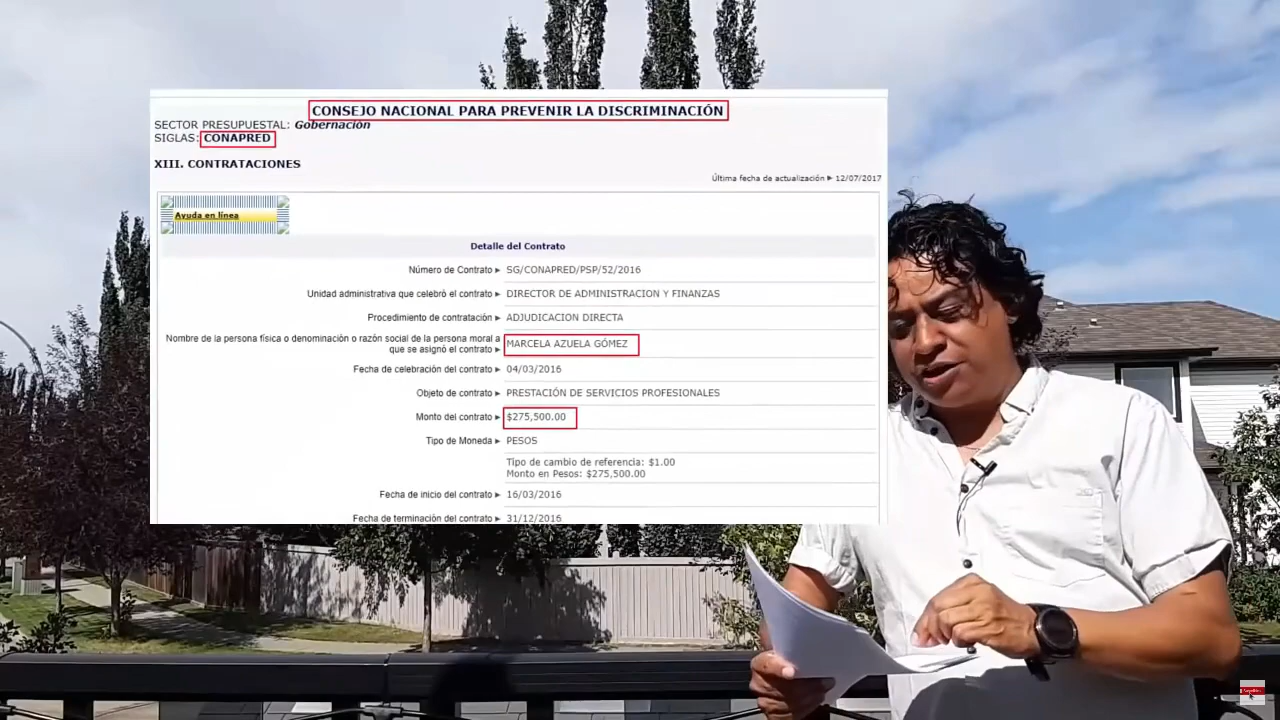 CONSEJO NACIONAL PARA PREVENIR LA DISCRIMINACIÓN
SECTOR PRESUPUESTAL: Gobernación
SIGLAS: CONAPRED
XIII. CONTRATACIONES
Última fecha de actualización ▶ 12/07/2017
Ayuda en línea
Detalle del Contrato
Número de Contrato ▶ SG/CONAPRED/PSP/52/2016
Unidad administrativa que celebró el contrato ▶ DIRECTOR DE ADMINISTRACION Y FINANZAS
Procedimiento de contratación ▶ ADJUDICACION DIRECTA
Nombre de la persona física o denominación o razón social de la persona moral a
que se asignó el contrato ▶ MARCELA AZUELA GÓMEZ
Fecha de celebración del contrato ▶ 04/03/2016
Objeto de contrato ▶ PRESTACIÓN DE SERVICIOS PROFESIONALES
Monto del contrato ▶ $275,500.00
Tipo de Moneda ▶ PESOS
Tipo de cambio de referencia: $1.00
Monto en Pesos: $275,500.00
Fecha de inicio del contrato ▶ 16/03/2016
Fecha de terminación del contrato ▶ 31/12/2016